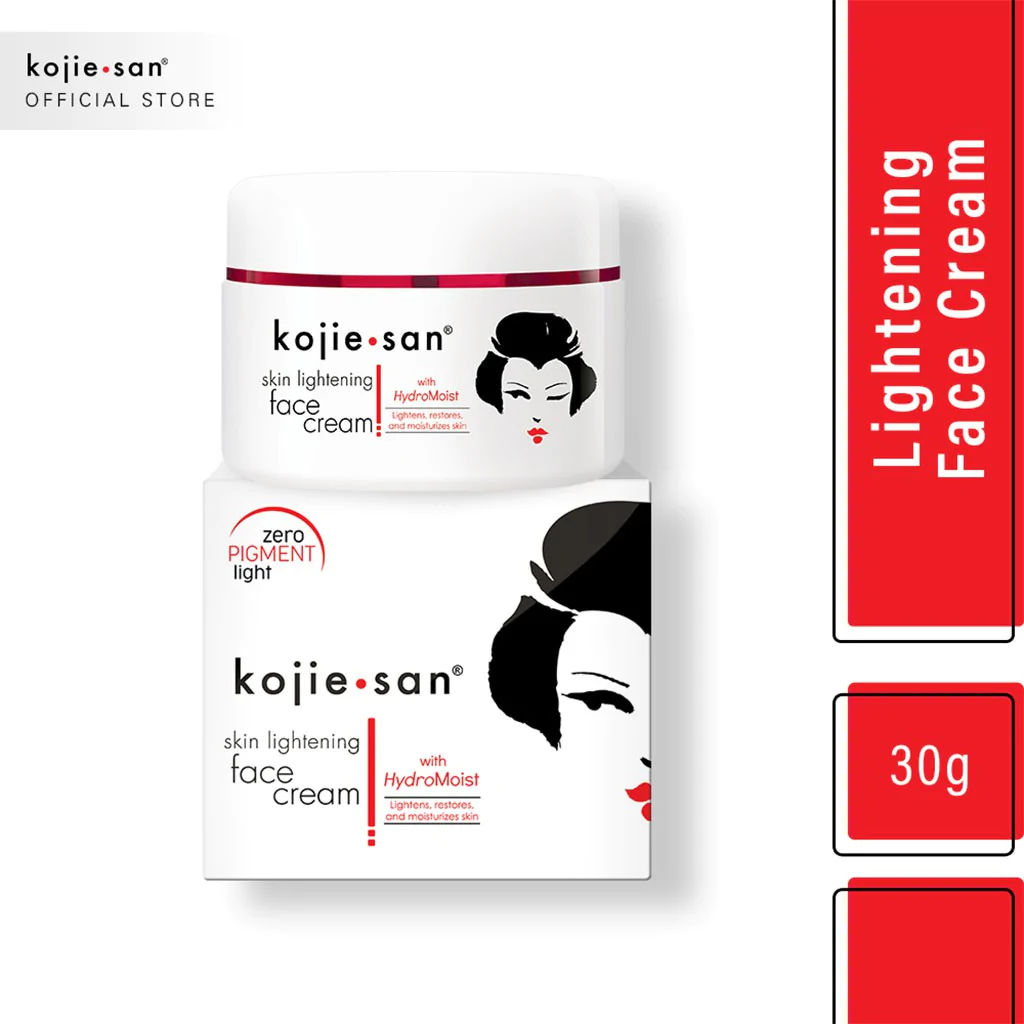 kojie•san®
OFFICIAL STORE
kojie•san®
skin lightening
face
cream
with
HydroMoist
Lightens, restores,
and moisturizes skin
zero
PIGMENT
light
kojie•san®
skin lightening
face
cream
with
HydroMoist
Lightens, restores,
and moisturizes skin
Lightening
Face Cream
30g